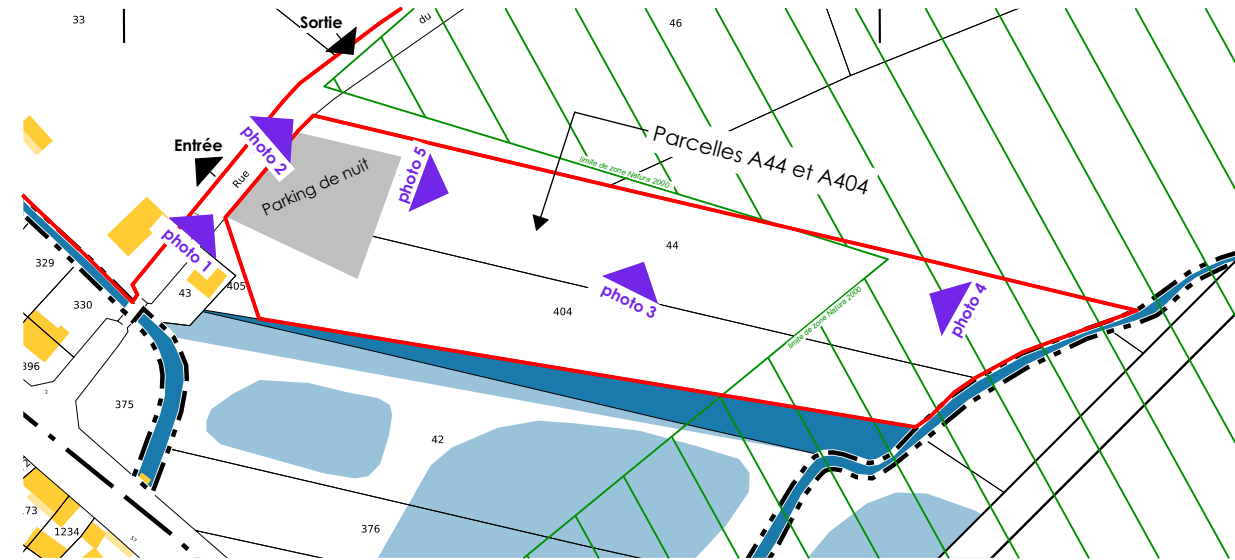 33
Sortie
du
46
Entrée
photo 2
Rue
Parking de nuit
photo 5
limite de zone Natura 2000
Parcelles A44 et A404
photo 1
329
330
43
405
44
404
photo 3
limite de zone Natura 2000
photo 4
396
1
375
42
376
73
1234
57